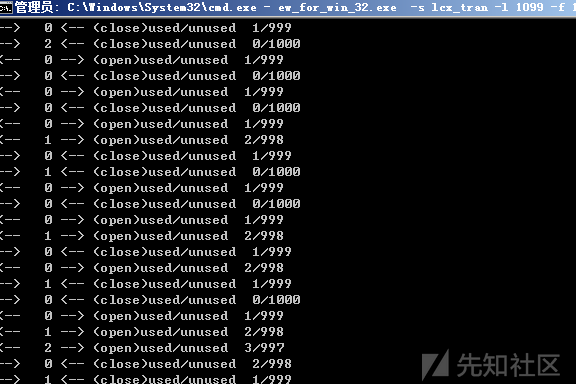 管理员: C:\Windows\System32\cmd.exe - ew_for_win_32.exe  -s lcx_tran -l 1099 -f
-->   0 <-- (close)used/unused  1/999
-->   2 <-- (close)used/unused  0/1000
<--   0 --> (open)used/unused  1/999
-->   0 <-- (close)used/unused  0/1000
<--   0 --> (open)used/unused  1/999
-->   0 <-- (close)used/unused  0/1000
<--   0 --> (open)used/unused  1/999
<--   1 --> (open)used/unused  2/998
-->   0 <-- (close)used/unused  1/999
-->   1 <-- (close)used/unused  0/1000
<--   0 --> (open)used/unused  1/999
-->   0 <-- (close)used/unused  0/1000
<--   0 --> (open)used/unused  1/999
<--   1 --> (open)used/unused  2/998
-->   0 <-- (close)used/unused  1/999
<--   0 --> (open)used/unused  2/998
-->   1 <-- (close)used/unused  1/999
-->   0 <-- (close)used/unused  0/1000
<--   0 --> (open)used/unused  1/999
<--   1 --> (open)used/unused  2/998
<--   2 --> (open)used/unused  3/997
-->   0 <-- (close)used/unused  2/998
-->   1 <-- (close)used/unused  1/999
先知社区